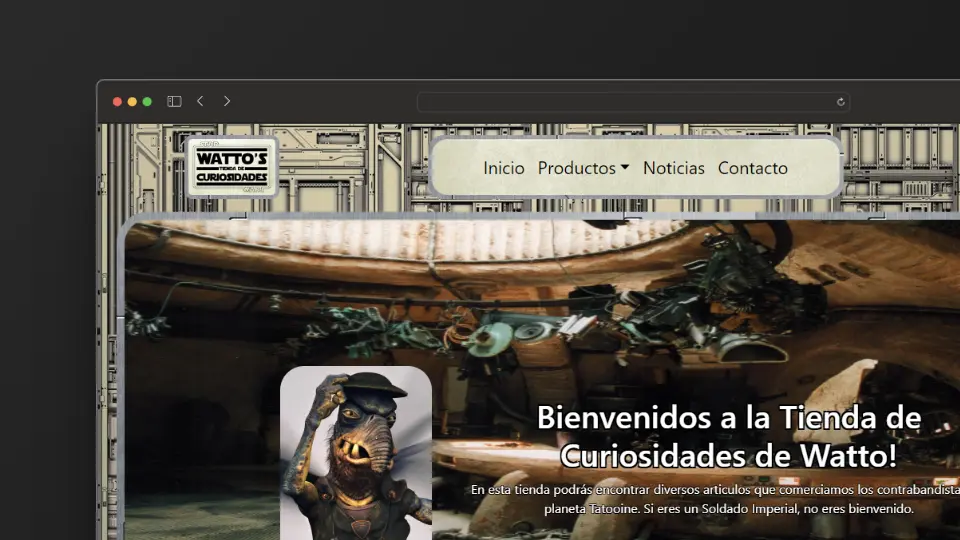 WATTO'S
TIENDA DE
CURIOSIDADES
Inicio Productos Noticias Contacto
Bienvenidos a la Tienda de
Curiosidades de Watto!
En esta tienda podrás encontrar diversos articulos que comerciamos los contrabandista
planeta Tatooine. Si eres un Soldado Imperial, no eres bienvenido.